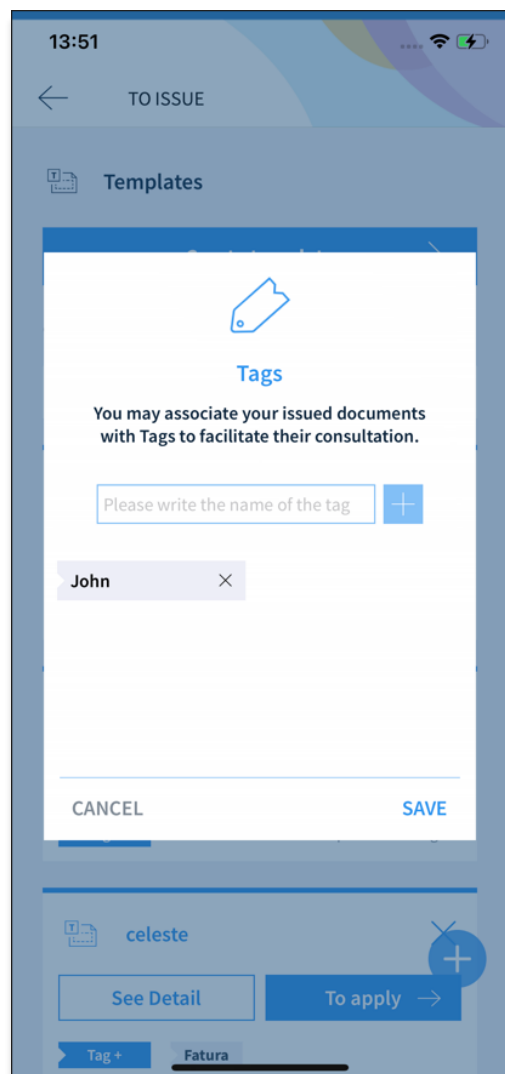 13:51
TO ISSUE
Templates
Tags
You may associate your issued documents
with Tags to facilitate their consultation.
Please write the name of the tag
John
CANCEL
SAVE
celeste
See Detail
To apply
Tag +
Fatura